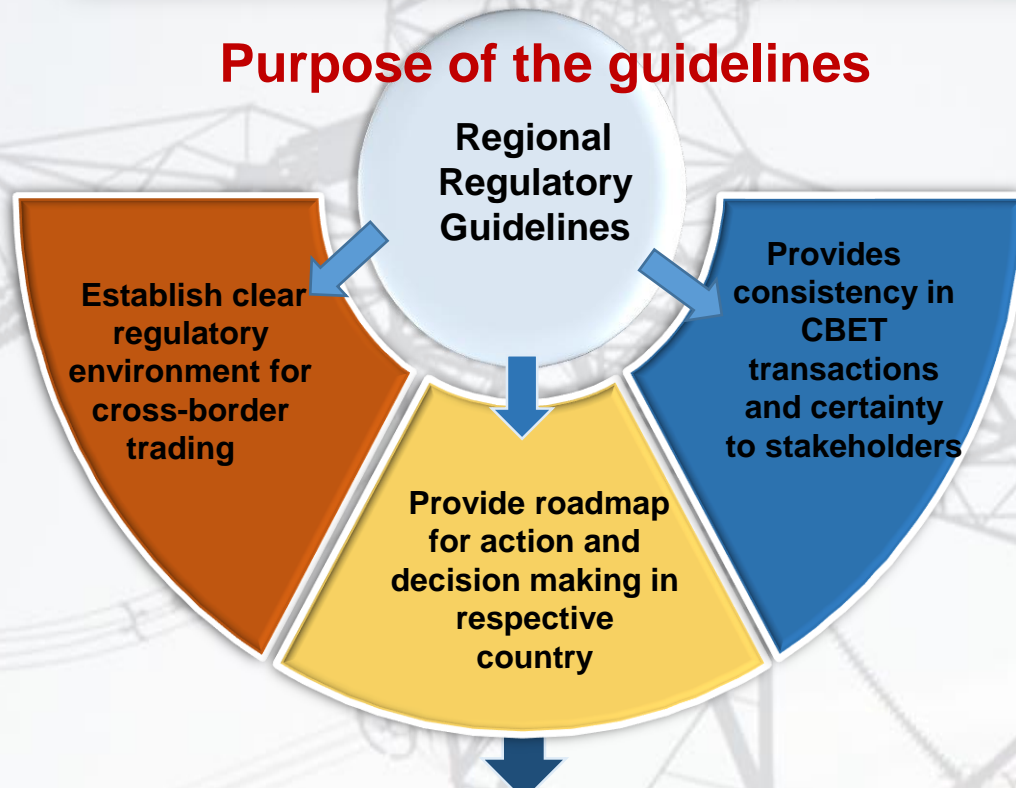 Purpose of the guidelines
Regional
Regulatory
Guidelines
Establish clear
regulatory
environment for
cross-border
trading
Provide roadmap
for action and
decision making in
respective
country
Provides
consistency in
CBET
transactions
and certainty
to stakeholders